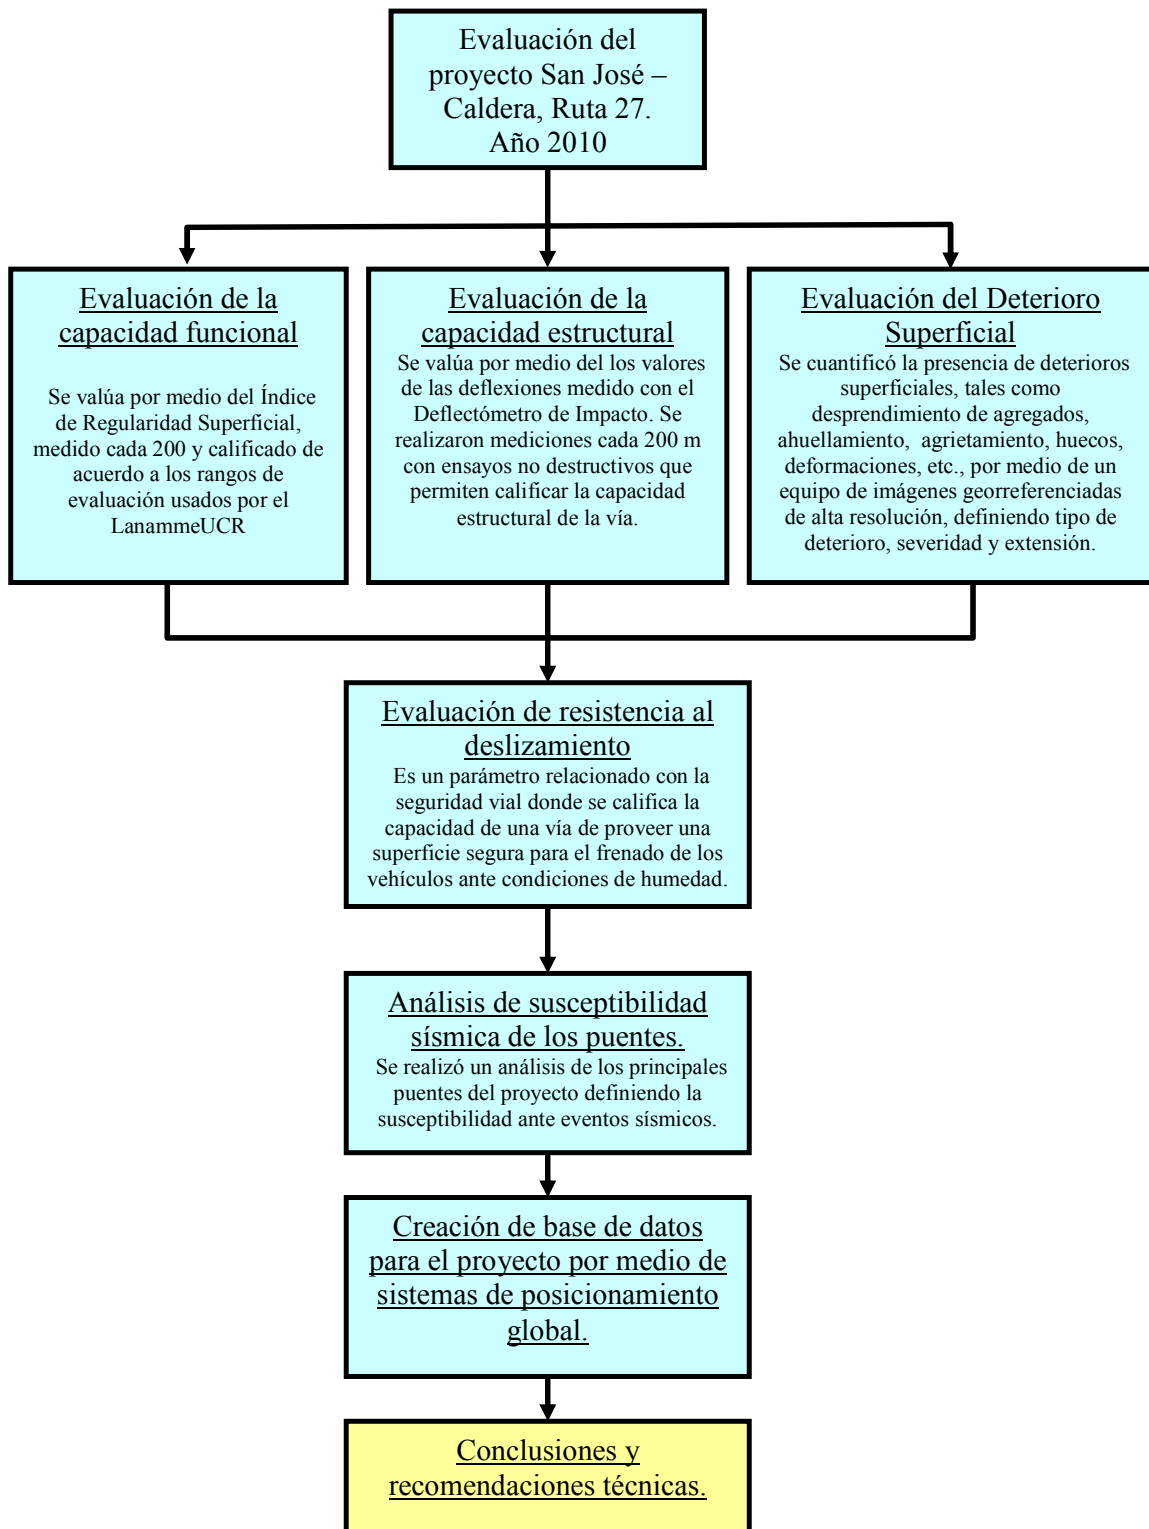 Evaluación del
proyecto San José –
Caldera, Ruta 27.
Año 2010
Evaluación de la
capacidad funcional
Se valúa por medio del Índice
de Regularidad Superficial,
medido cada 200 y calificado de
acuerdo a los rangos de
evaluación usados por el
LanammeUCR
Evaluación de la
capacidad estructural
Se valúa por medio del los valores
de las deflexiones medido con el
Deflectómetro de Impacto. Se
realizaron mediciones cada 200 m
con ensayos no destructivos que
permiten calificar la capacidad
estructural de la vía.
Evaluación del Deterioro
Superficial
Se cuantificó la presencia de deterioros
superficiales, tales como
desprendimiento de agregados,
ahuellamiento, agrietamiento, huecos,
deformaciones, etc., por medio de un
equipo de imágenes georreferenciadas
de alta resolución, definiendo tipo de
deterioro, severidad y extensión.
Evaluación de resistencia al
deslizamiento
Es un parámetro relacionado con la
seguridad vial donde se califica la
capacidad de una vía de proveer una
superficie segura para el frenado de los
vehículos ante condiciones de humedad.
Análisis de susceptibilidad
sísmica de los puentes.
Se realizó un análisis de los principales
puentes del proyecto definiendo la
susceptibilidad ante eventos sísmicos.
Creación de base de datos
para el proyecto por medio de
sistemas de posicionamiento
global.
Conclusiones y
recomendaciones técnicas.